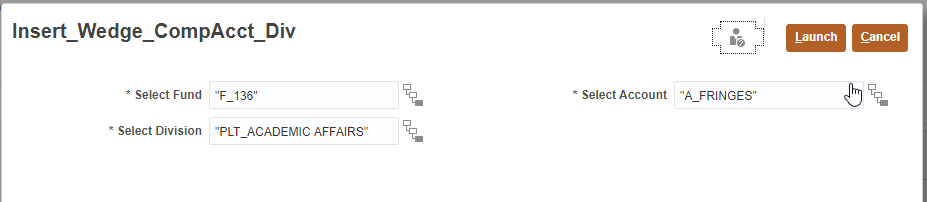 Insert_Wedge_CompAcct_Div
Launch Cancel
* Select Fund "F_136" * Select Account "A_FRINGES"
* Select Division "PLT_ACADEMIC AFFAIRS"